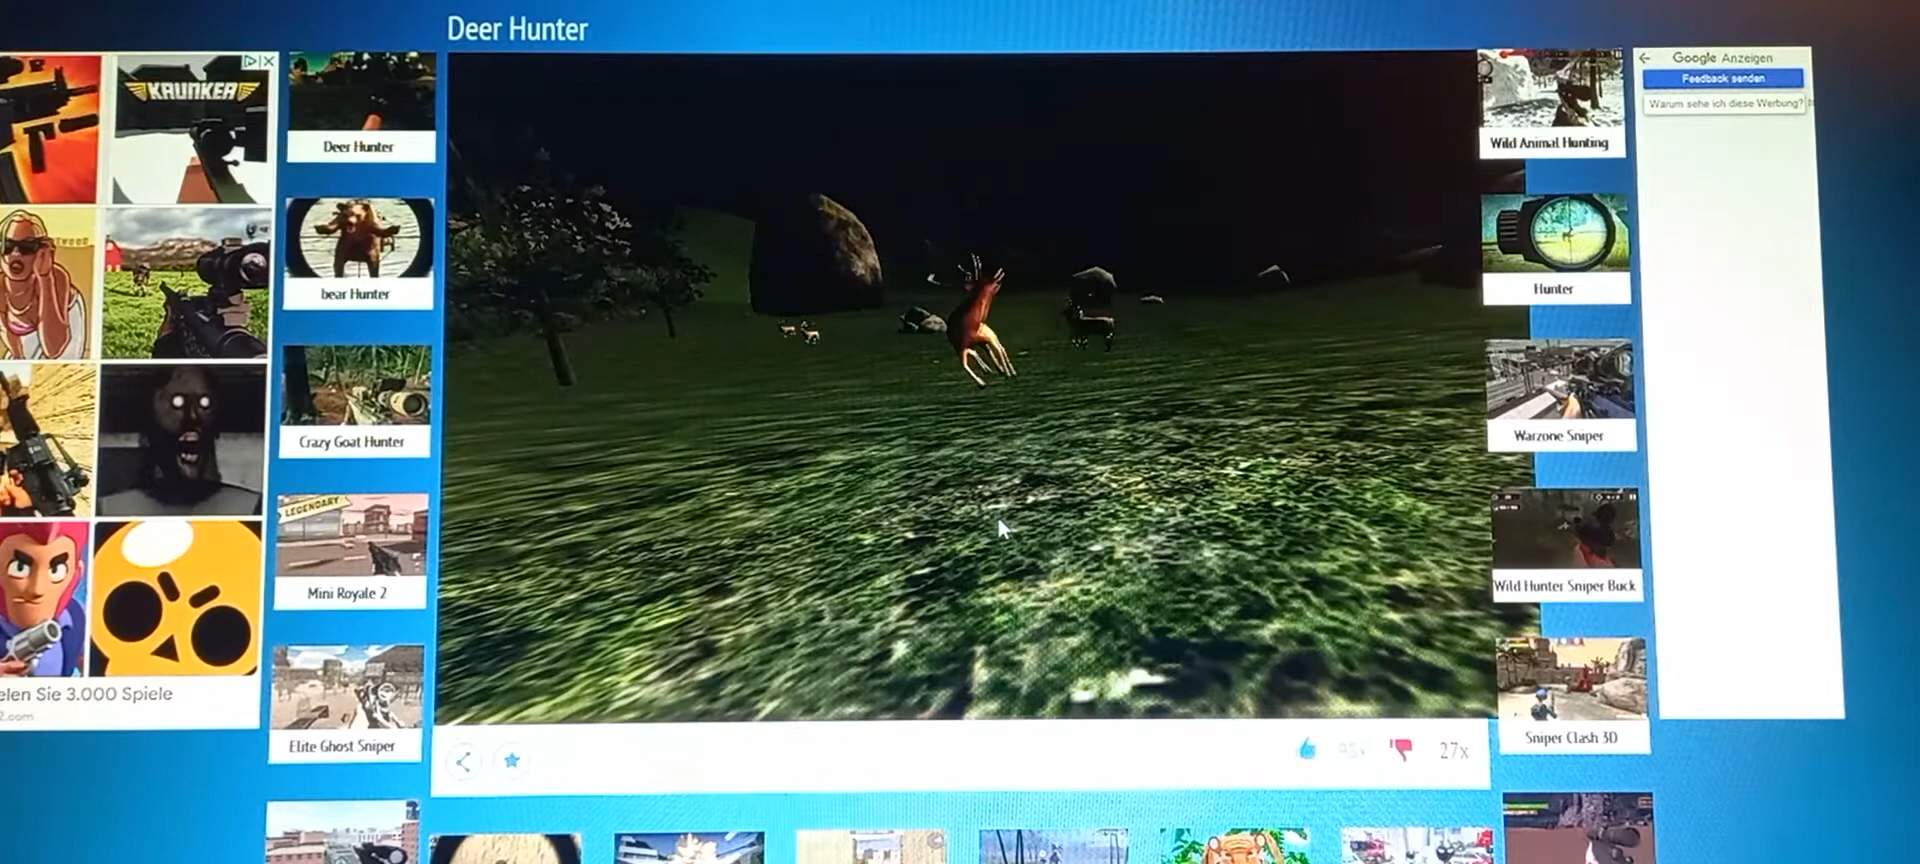 Deer Hunter
KRUNKER
Deer Hunter
bear Hunter
Crazy Goat Hunter
LEGENDARY
Mini Royale 2
Elite Ghost Sniper
elen Sie 3.000 Spiele
2.com
27x
Wild Animal Hunting
Hunter
Warzone Sniper
Wild Hunter Sniper Buck
Sniper Clash 3D
Google Anzeigen
Feedback senden
Warum sehe ich diese Werbung?